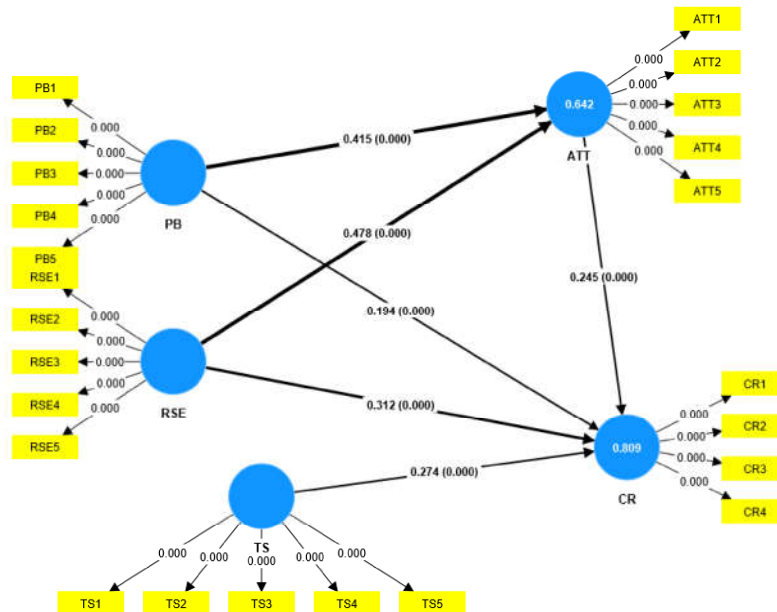 ATT1
0.000
ATT2
0.000
0.642
0.000
ATT3
0.000
ATT4
0.000
ATT5
ATT
PB1
0.000
PB2
0.000
PB3
0.000
PB4
0.000
0.000
PB5
PB
0.415 (0.000)
0.478 (0.000)
0.194 (0.000)
0.245 (0.000)
RSE1
0.000
RSE2
0.000
RSE3
0.000
RSE4
0.000
0.000
RSE5
RSE
0.312 (0.000)
0.274 (0.000)
CR1
0.000
CR2
0.000
0.809
0.000
CR3
0.000
CR4
CR
TS
0.000
0.000
0.000
0.000
0.000
TS1
TS2
TS3
TS4
TS5